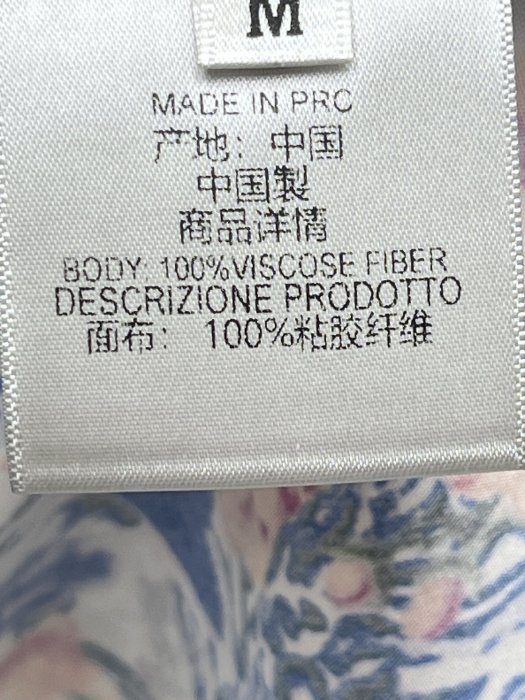 M
MADE IN PRC
产地：中国
中国製
商品详情
BODY: 100%VISCOSE FIBER
DESCRIZIONE PRODOTTO
面布： 100%粘胶纤维